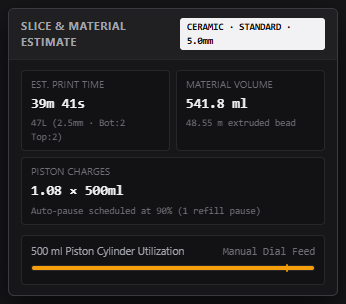 SLICE & MATERIAL
ESTIMATE
CERAMIC · STANDARD ·
5.0mm
EST. PRINT TIME
39m 41s
47L (2.5mm · Bot:2
Top:2)
MATERIAL VOLUME
541.8 ml
48.55 m extruded bead
PISTON CHARGES
1.08 × 500ml
Auto-pause scheduled at 90% (1 refill pause)
500 ml Piston Cylinder Utilization
Manual Dial Feed